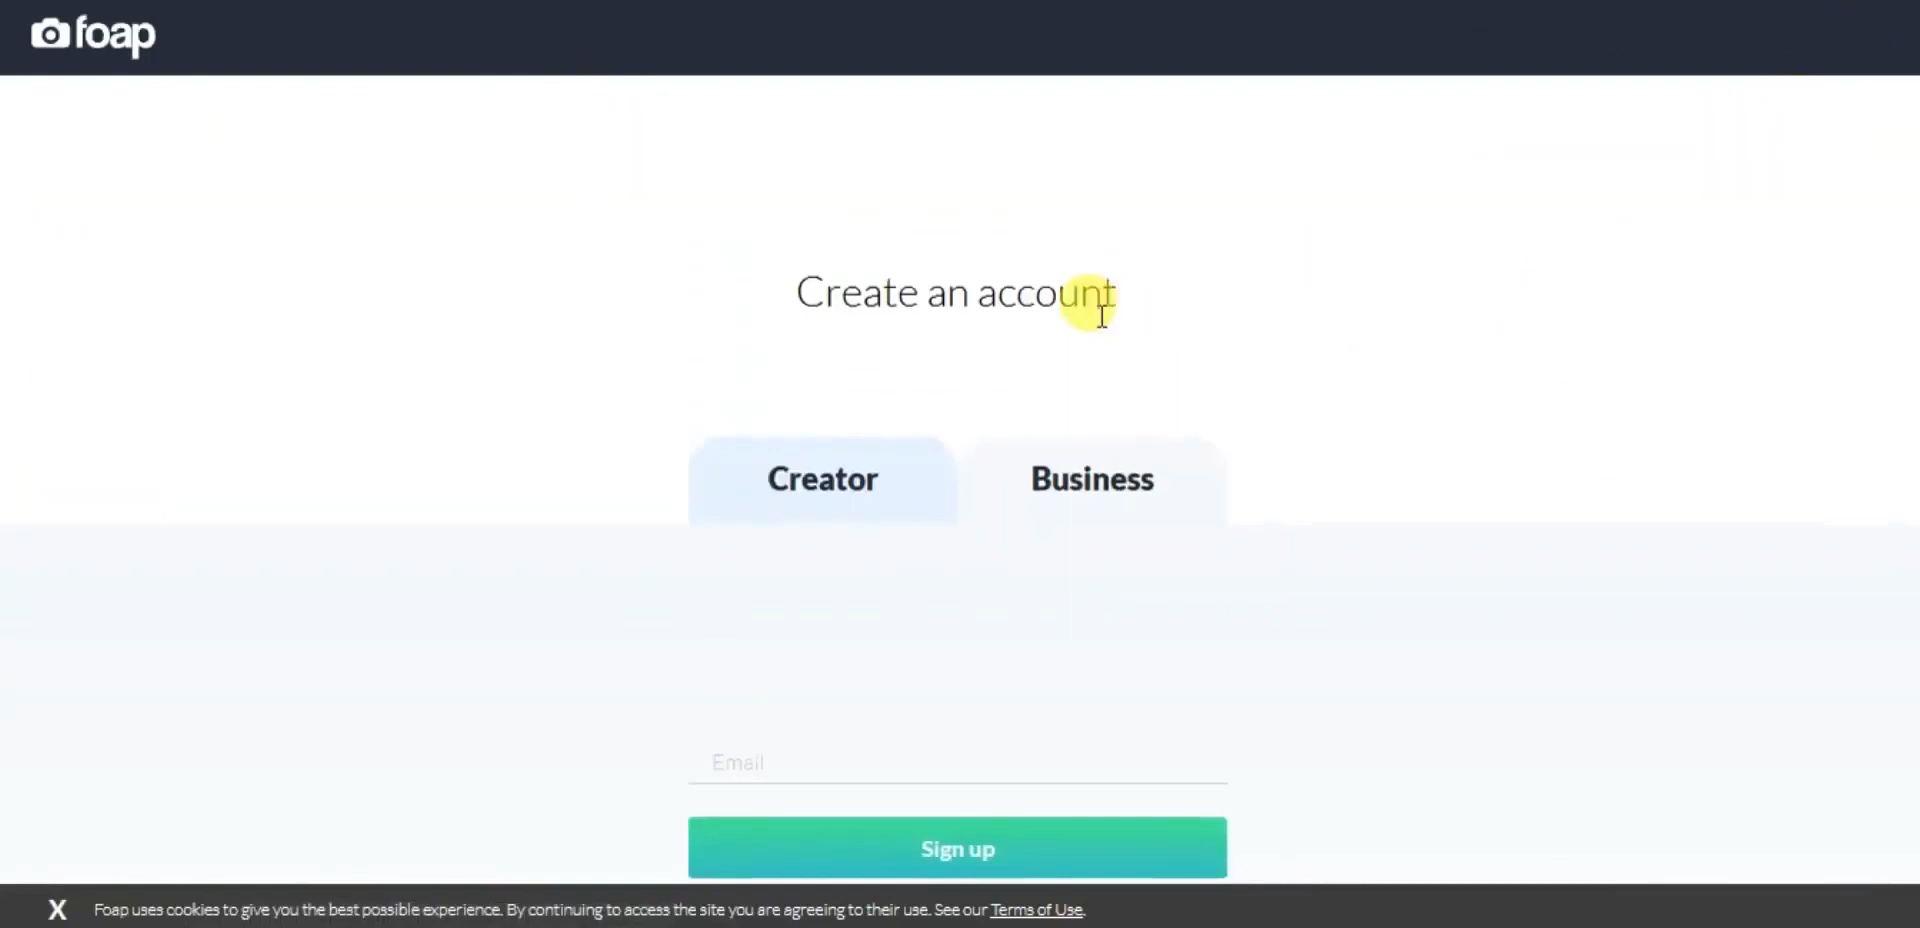 foap
Create an account
Creator Business
Email
Sign up
X Foap uses cookies to give you the best possible experience. By continuing to access the site you are agreeing to their use. See our Terms of Use.